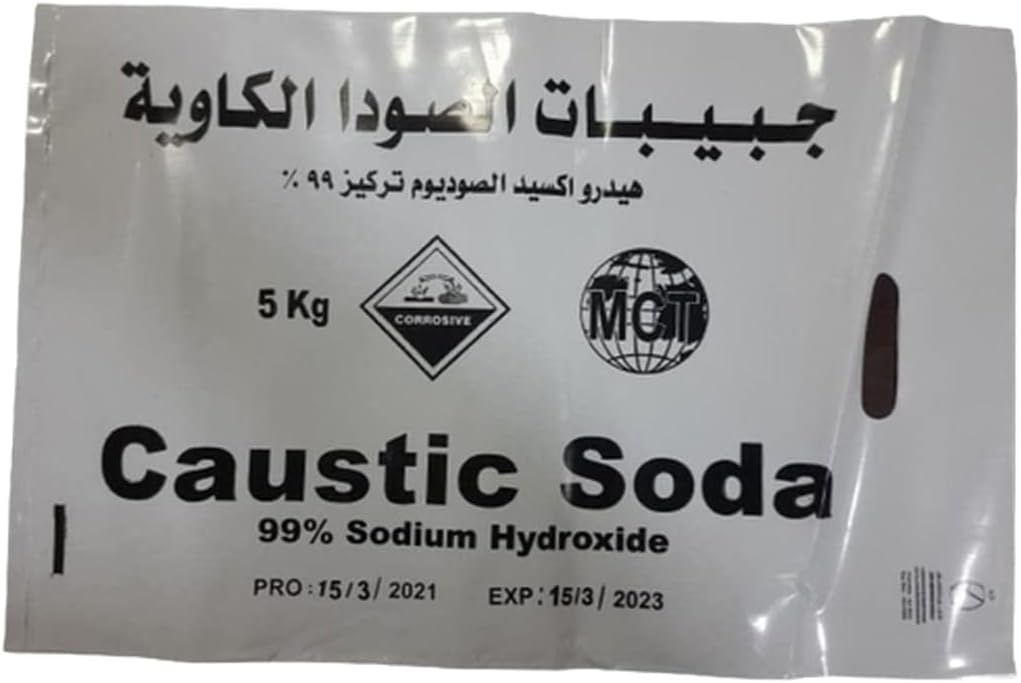 جبيبات الصودا الكاوية
هيدرو اكسيد الصوديوم تركيز ٩٩ ٪
5 Kg
CORROSIVE
MCT
Caustic Soda
99% Sodium Hydroxide
PRO : 15/3/ 2021 EXP : 15/3/ 2023